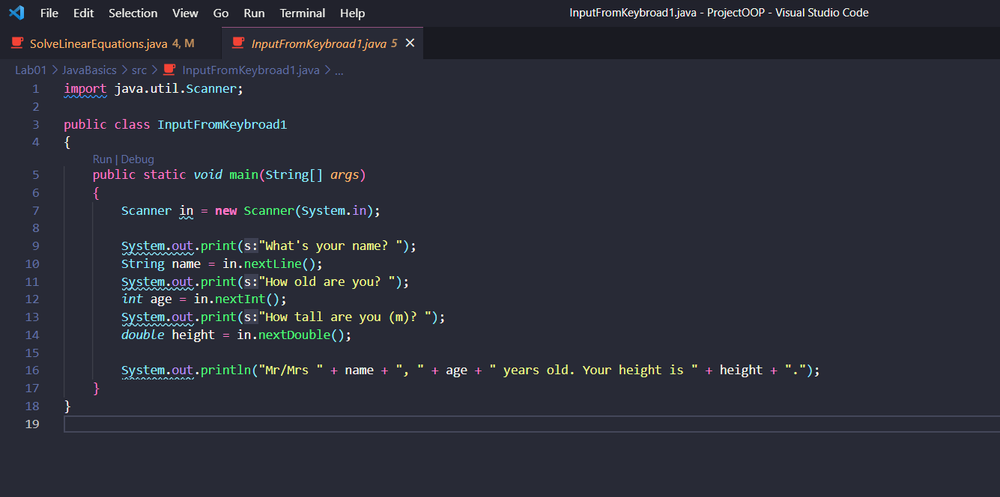 File Edit Selection View Go Run Terminal Help InputFromKeybroad1.java - ProjectOOP - Visual Studio Code
SolveLinearEquations.java 4, M InputFromKeybroad1.java 5
Lab01 > JavaBasics > src > InputFromKeybroad1.java > ...
1 import java.util.Scanner;
2
3 public class InputFromKeybroad1
4 {
Run | Debug
5 public static void main(String[] args)
6 {
7 Scanner in = new Scanner(System.in);
8
9 System.out.print(s:"What's your name? ");
10 String name = in.nextLine();
11 System.out.print(s:"How old are you? ");
12 int age = in.nextInt();
13 System.out.print(s:"How tall are you (m)? ");
14 double height = in.nextDouble();
15
16 System.out.println("Mr/Mrs " + name + ", " + age + " years old. Your height is " + height + ".");
17 }
18 }
19